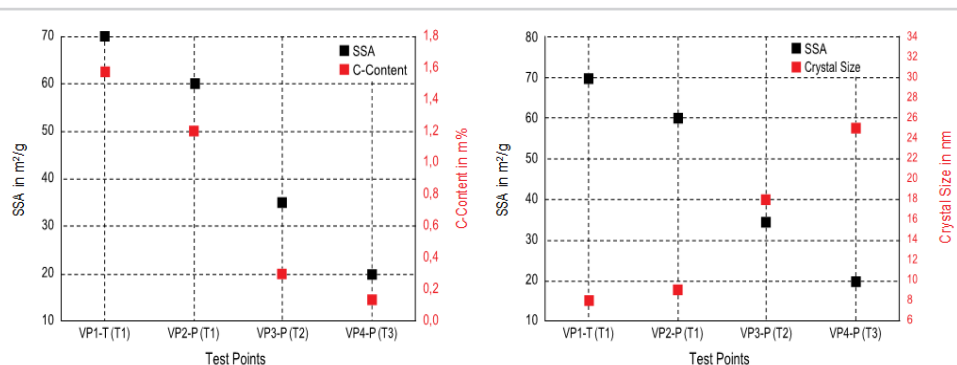 70
60
50
40
30
20
10
SSA in m²/g
SSA
C-Content
1,8
1,6
1,4
1,2
1,0
0,8
0,6
0,4
0,2
0,0
C-Content in m%
VP1-T (T1)
VP2-P (T1)
VP3-P (T2)
VP4-P (T3)
Test Points
80
70
60
50
40
30
20
10
SSA in m²/g
SSA
Crystal Size
34
32
30
28
26
24
22
20
18
16
14
12
10
8
6
Crystal Size in nm
VP1-T (T1)
VP2-P (T1)
VP3-P (T2)
VP4-P (T3)
Test Points